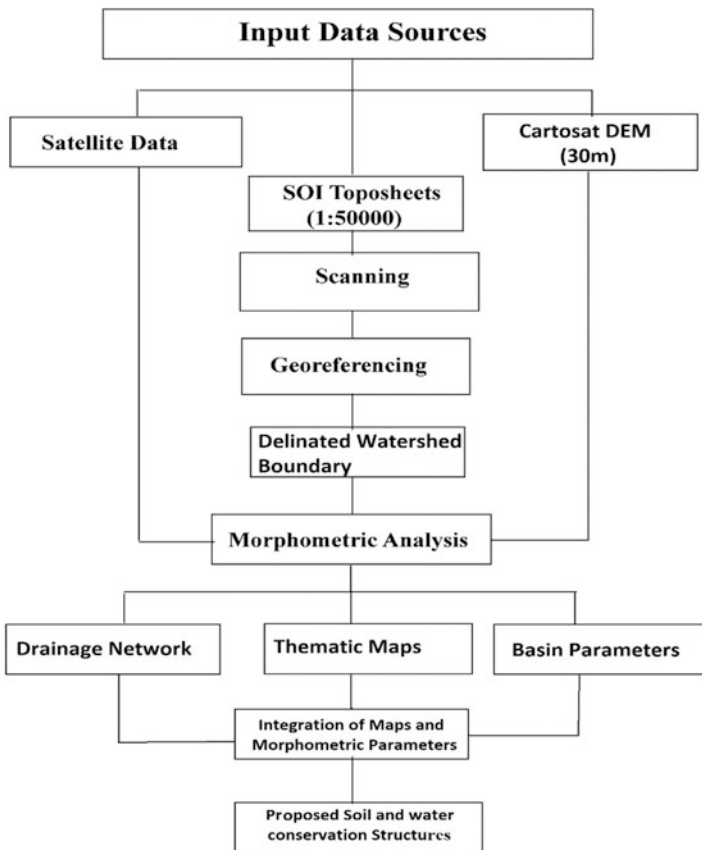 Input Data Sources
Satellite Data
Cartosat DEM
(30m)
SOI Toposheets
(1:50000)
Scanning
Georeferencing
Delinated Watershed
Boundary
Morphometric Analysis
Drainage Network
Thematic Maps
Basin Parameters
Integration of Maps and
Morphometric Parameters
Proposed Soil and water
conservation Structures